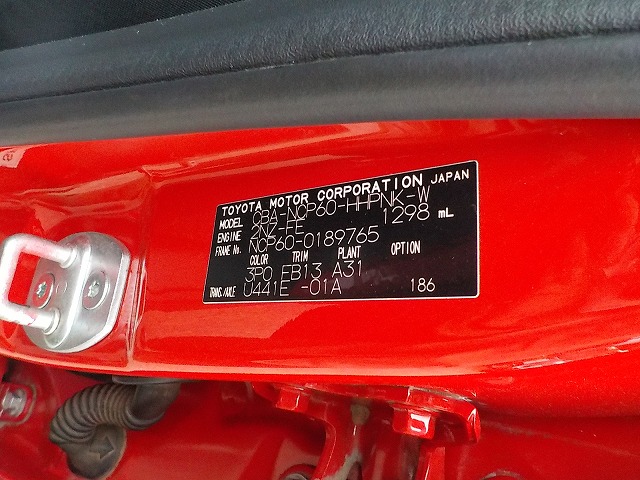 TOYOTA MOTOR CORPORATION JAPAN
MODEL CBA-NCP60-HHPNK-W
ENGINE 2NZ-FE 1298 mL
FRAME No. NCP60-0189765
COLOR TRIM PLANT OPTION
3P0 FB13 A31
TRANS./AXLE U441E -01A 186